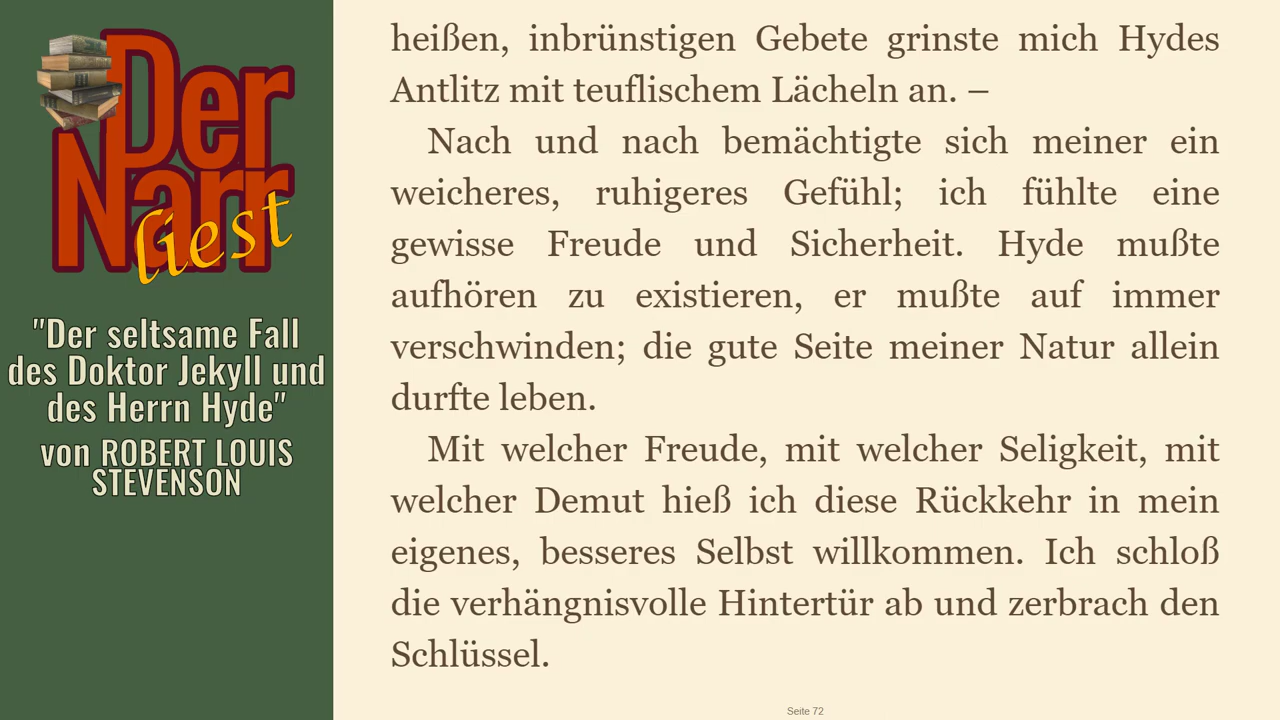 Der
Narr
liest
"Der seltsame Fall
des Doktor Jekyll und
des Herrn Hyde"
von ROBERT LOUIS
STEVENSON
heißen, inbrünstigen Gebete grinste mich Hydes
Antlitz mit teuflischem Lächeln an. –
Nach und nach bemächtigte sich meiner ein
weicheres, ruhigeres Gefühl; ich fühlte eine
gewisse Freude und Sicherheit. Hyde mußte
aufhören zu existieren, er mußte auf immer
verschwinden; die gute Seite meiner Natur allein
durfte leben.
Mit welcher Freude, mit welcher Seligkeit, mit
welcher Demut hieß ich diese Rückkehr in mein
eigenes, besseres Selbst willkommen. Ich schloß
die verhängnisvolle Hintertür ab und zerbrach den
Schlüssel.
Seite 72